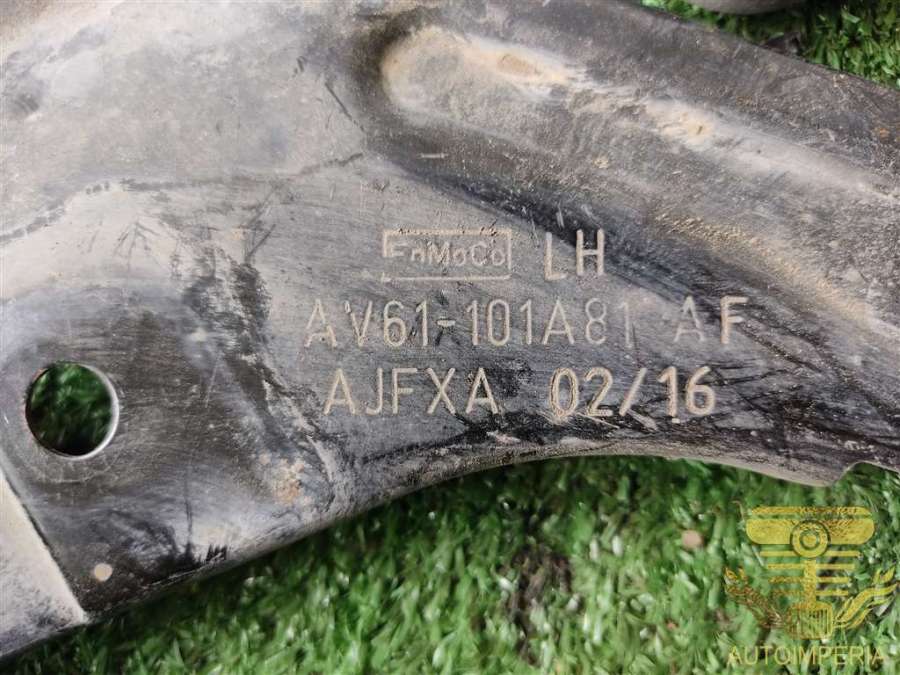 FoMoCo LH
AV61-101A81 AF
AJFXA 02/16
AUTOIMPERIA